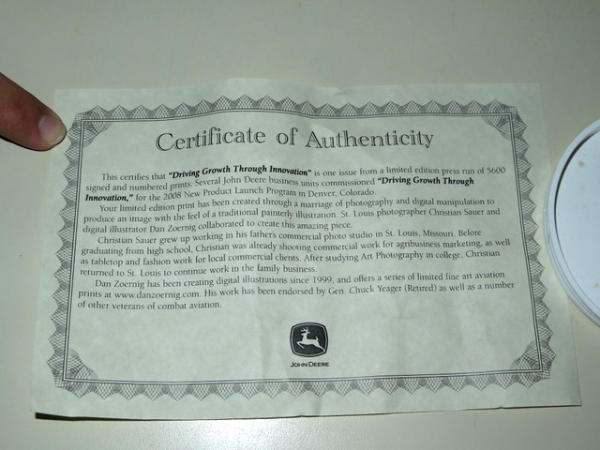 Certificate of Authenticity
This certifies that "Driving Growth Through Innovation" is one issue from a limited edition press run of 5600
signed and numbered prints. Several John Deere business units commissioned "Driving Growth Through
Innovation," for the 2008 New Product Launch Program in Denver, Colorado.
Your limited edition print has been created through a marriage of photography and digital manipulation to
produce an image with the feel of a traditional painterly illustration. St. Louis photographer Christian Sauer and
digital illustrator Dan Zoernig collaborated to create this amazing piece.
Christian Sauer grew up working in his father's commercial photo studio in St. Louis, Missouri. Before
graduating from high school, Christian was already shooting commercial work for agribusiness marketing, as well
as tabletop and fashion work for local commercial clients. After studying Art Photography in college, Christian
returned to St. Louis to continue work in the family business.
Dan Zoernig has been creating digital illustrations since 1999, and offers a series of limited fine art aviation
prints at www.danzoernig.com. His work has been endorsed by Gen. Chuck Yeager (Retired) as well as a number
of other veterans of combat aviation.
JOHN DEERE